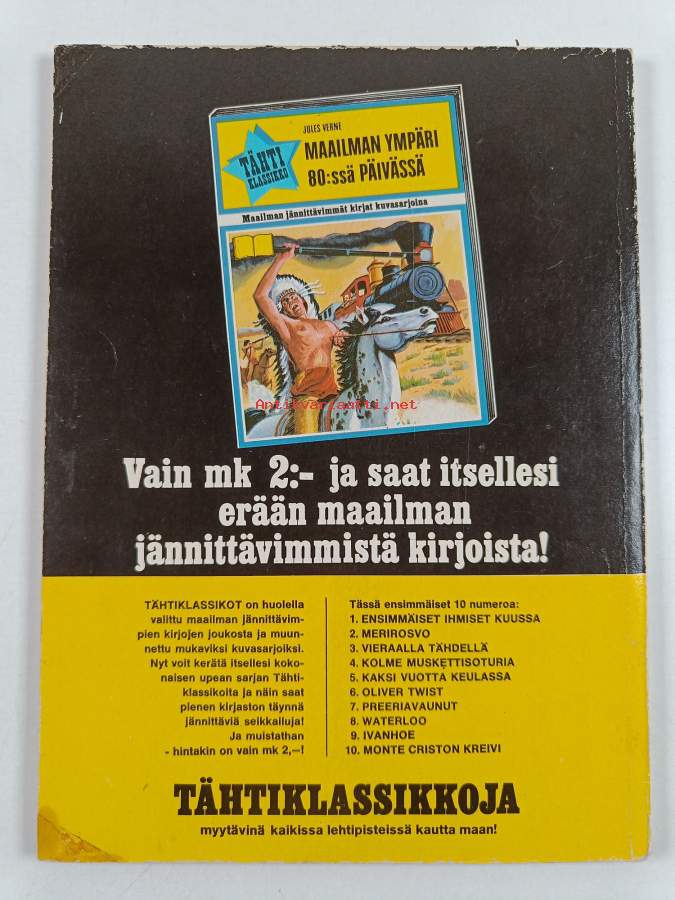 JULES VERNE
TÄHTI
KLASSIKKO
MAAILMAN YMPÄRI
80:ssä PÄIVÄSSÄ
Maailman jännittävimmät kirjat kuvasarjoina
Antikvariaatti.net
Vain mk 2:- ja saat itsellesi
erään maailman
jännittävimmistä kirjoista!
TÄHTIKLASSIKOT on huolella
valittu maailman jännittävim-
pien kirjojen joukosta ja muun-
nettu mukaviksi kuvasarjoiksi.
Nyt voit kerätä itsellesi koko-
naisen upean sarjan Tähti-
klassikoita ja näin saat
pienen kirjaston täynnä
jännittäviä seikkailuja!
Ja muistathan
- hintakin on vain mk 2,—!
Tässä ensimmäiset 10 numeroa:
1. ENSIMMÄISET IHMISET KUUSSA
2. MERIROSVO
3. VIERAALLA TÄHDELLÄ
4. KOLME MUSKETTISOTURIA
5. KAKSI VUOTTA KEULASSA
6. OLIVER TWIST
7. PREERIAVAUNUT
8. WATERLOO
9. IVANHOE
10. MONTE CRISTON KREIVI
TÄHTIKLASSIKKOJA
myytävinä kaikissa lehtipisteissä kautta maan!